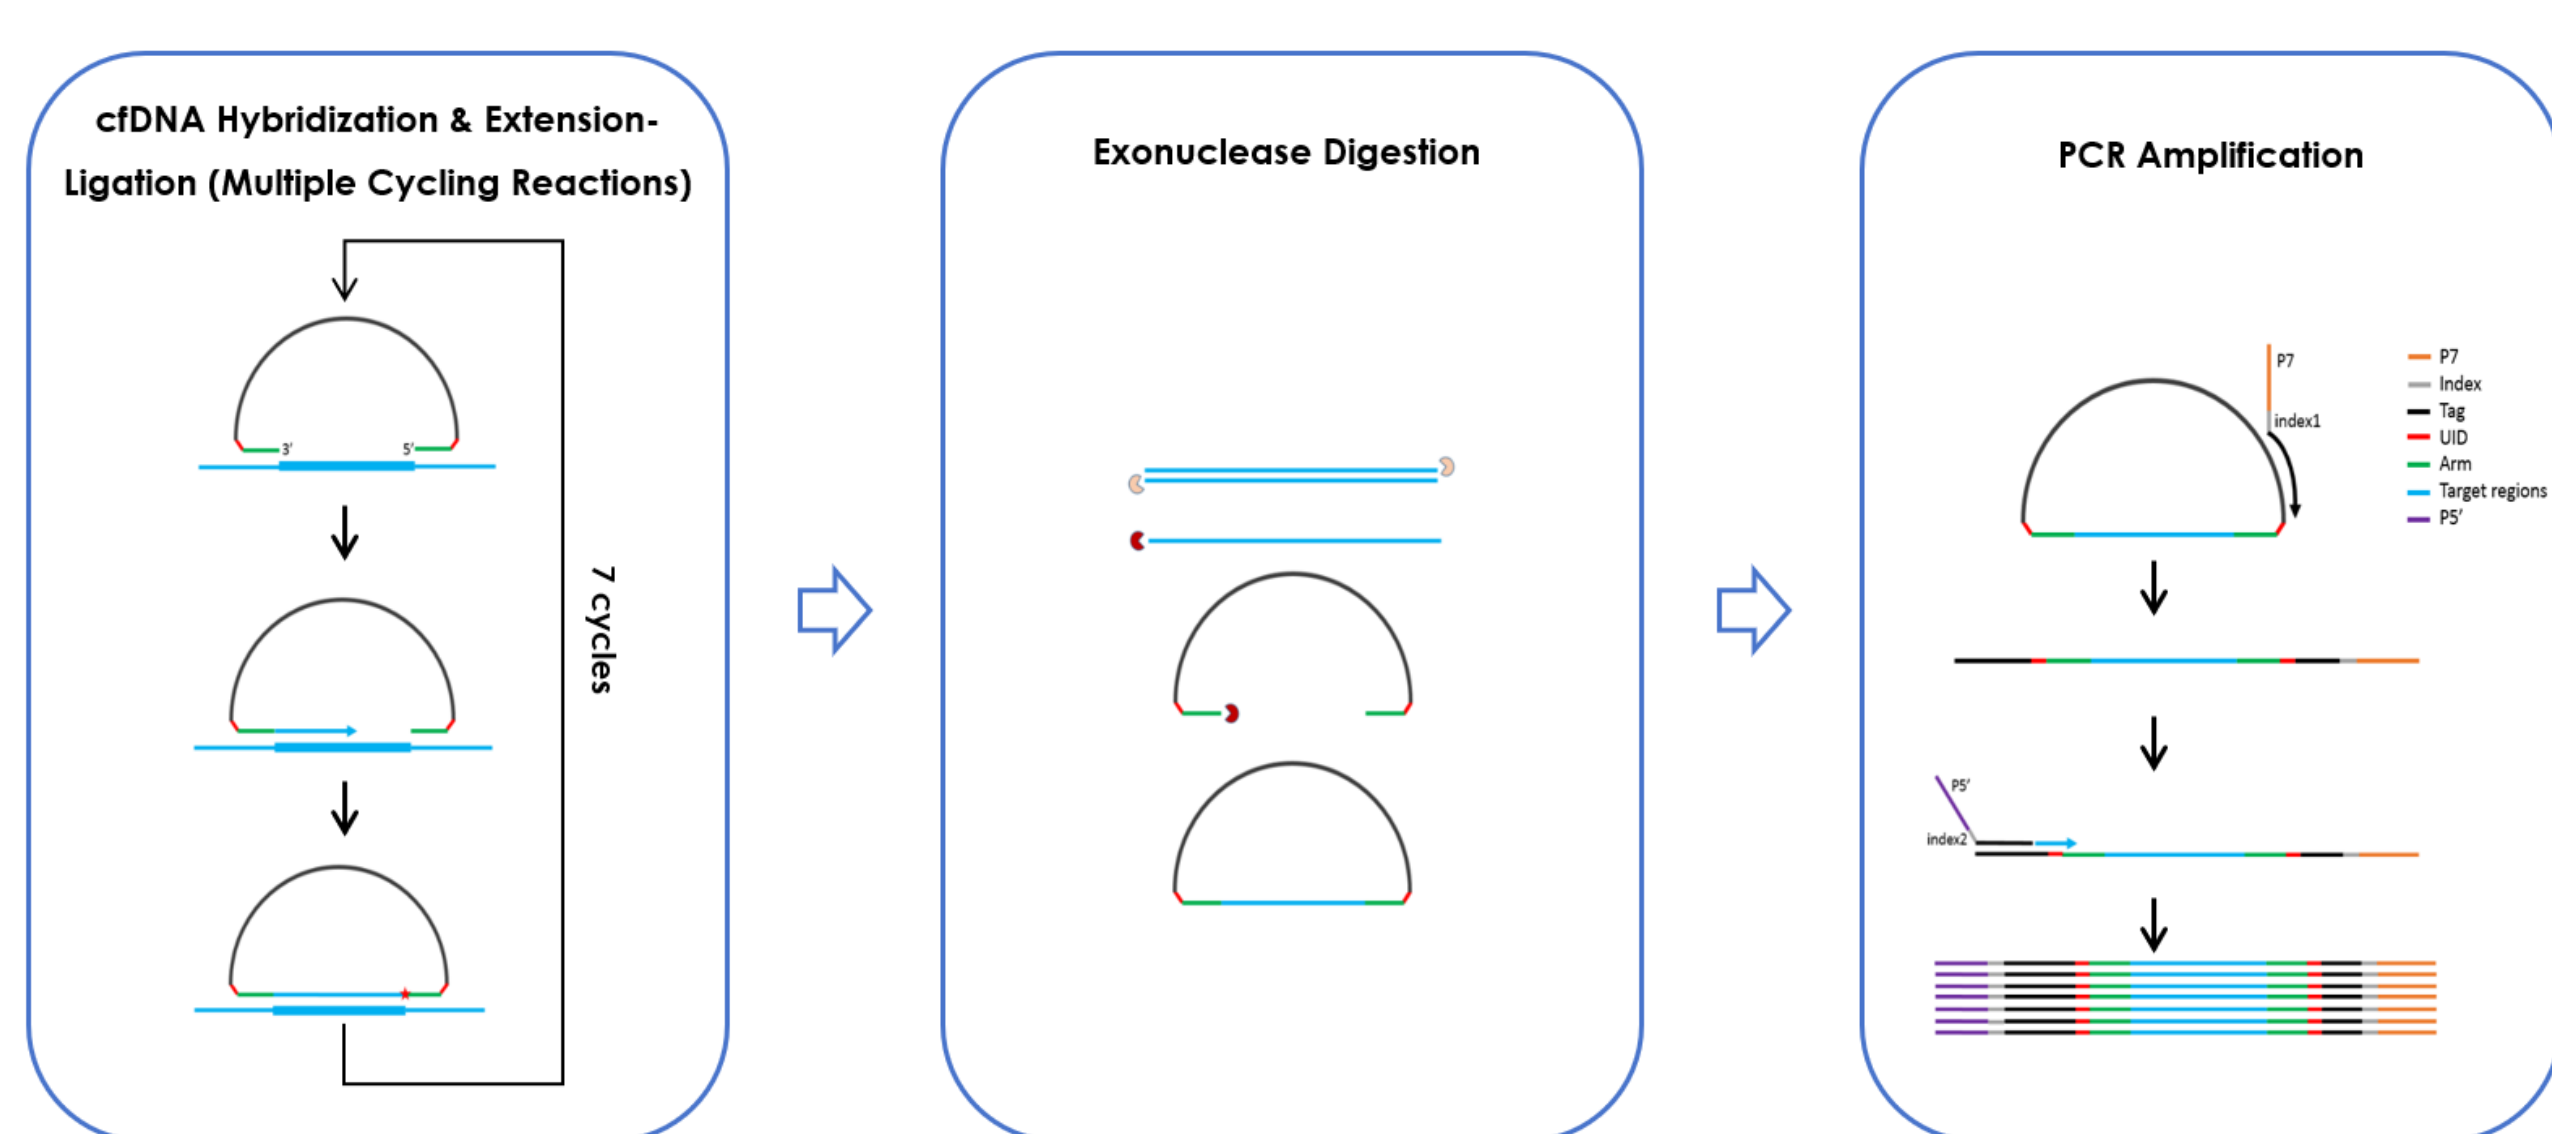 cfDNA Hybridization & Extension-
Ligation (Multiple Cycling Reactions)
3'
5'
7 cycles
Exonuclease Digestion
PCR Amplification
P7
index1
P7
Index
Tag
UID
Arm
Target regions
P5'
P5'
index2